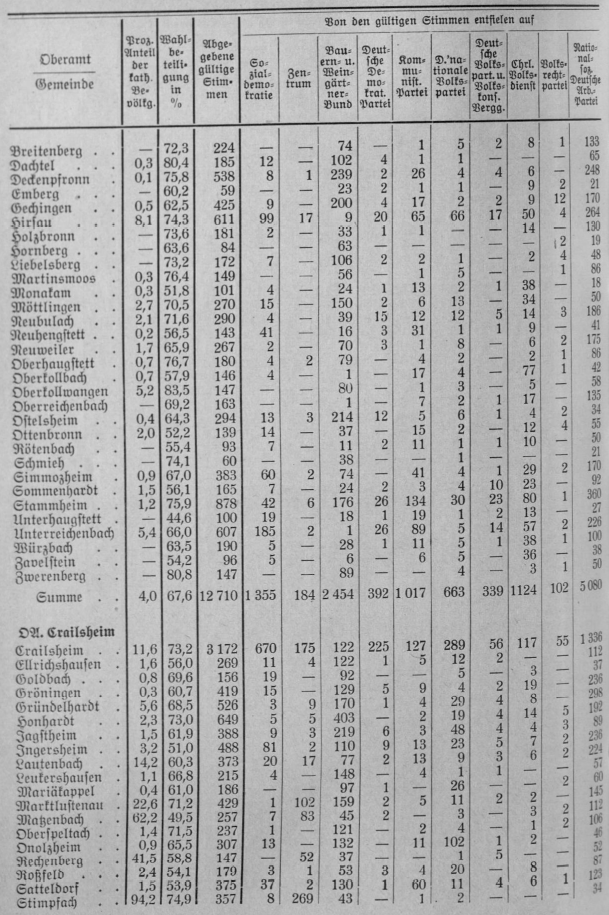 Oberamt
Gemeinde
Proz. Anteil der kath. Bevölkg.
Wahlbeteiligung in %
Abgegebene gültige Stimmen
Von den gültigen Stimmen entfielen auf
Sozialdemokratie
Zentrum
Bauern- u. Weingärtner-Bund
Deutsche Demokrat. Partei
Kommunist. Partei
D.'nationale Volkspartei
Deutsche Volkspart. u. Volkskons. Vergg.
Chrl. Volksdienst
Volksrechtpartei
National-soz. Deutsche Arb.-Partei
Breitenberg . . — 72,3 224 — — 74 — 1 5 2 8 1 133
Dachtel . . . 0,3 80,4 185 12 — 102 4 1 1 — — — 65
Deckenpfronn . . 0,1 75,8 538 8 1 239 2 26 4 4 6 — 248
Emberg . . . — 60,2 59 — — 23 2 1 1 — 9 2 21
Gechingen . . 0,5 62,5 425 9 — 200 4 17 2 2 9 12 170
Hirsau . . . 8,1 74,3 611 99 17 9 20 65 66 17 50 4 264
Holzbronn . . — 73,6 181 2 — 33 1 1 — — 14 — 130
Hornberg . . . — 63,6 84 — — 63 — — — — — 2 19
Liebelsberg . . — 73,2 172 7 — 106 2 2 1 — 2 4 48
Martinsmoos . . 0,3 76,4 149 — — 56 — 1 5 — — 1 86
Monakam . . 0,3 51,8 101 4 — 24 1 13 2 1 38 — 18
Möttlingen . . 2,7 70,5 270 15 — 150 2 6 13 — 34 — 50
Neubulach . . 2,1 71,6 290 4 — 39 15 12 12 5 14 3 186
Neuhengstett . . 0,2 56,5 143 41 — 16 3 31 1 1 9 — 41
Neuweiler . . 1,7 65,9 267 2 — 70 3 1 8 — 6 2 175
Oberhaugstett . . 0,7 76,7 180 4 2 79 — 4 2 — 2 1 86
Oberkollbach . . 0,7 57,9 146 4 — 1 — 17 4 — 77 1 42
Oberkollwangen 5,2 83,5 147 — — 80 — 1 3 — 5 — 58
Oberreichenbach — 69,2 163 — — 1 — 7 2 1 17 — 135
Ostelsheim . . 0,4 64,3 294 13 3 214 12 5 6 1 4 2 34
Ottenbronn . . 2,0 52,2 139 14 — 37 — 15 2 — 12 4 55
Rötenbach . . — 55,4 93 7 — 11 2 11 1 1 10 — 50
Schmieh . . . — 74,1 60 — — 38 — — 1 — — — 21
Simmozheim . . 0,9 67,0 383 60 2 74 — 41 4 1 29 2 170
Sommenhardt . . 1,5 56,1 165 7 — 24 2 3 4 10 23 — 92
Stammheim . . 1,2 75,9 878 42 6 176 26 134 30 23 80 1 360
Unterhaugstett . . — 44,6 100 19 — 18 1 19 1 2 13 — 27
Unterreichenbach 5,4 66,0 607 185 2 1 26 89 5 14 57 2 226
Würzbach . . — 63,5 190 5 — 28 1 11 5 1 38 1 100
Zavelstein . . — 54,2 96 5 — 6 — 6 5 — 36 — 38
Zwerenberg . . — 80,8 147 — — 89 — — 4 — 3 1 50
Summe . . 4,0 67,6 12 710 1 355 184 2 454 392 1 017 663 339 1124 102 5 080
OA. Crailsheim
Crailsheim . . 11,6 73,2 3 172 670 175 122 225 127 289 56 117 55 1 336
Ellrichshausen . 1,6 56,0 269 11 4 122 1 5 12 2 — — 112
Goldbach . . . 0,8 69,6 156 19 — 92 — — 5 — 3 — 37
Gröningen . . 0,3 60,7 419 15 — 129 5 9 4 2 19 — 236
Gründelhardt . . 5,6 68,5 526 3 9 170 1 4 29 4 8 — 298
Honhardt . . 2,3 73,0 649 5 5 403 — 2 19 4 14 5 192
Jagstheim . . 1,5 61,9 388 9 3 219 6 3 48 4 4 3 89
Ingersheim . . 3,2 51,0 488 81 2 110 9 13 23 5 7 2 236
Lautenbach . . 14,2 60,3 373 20 17 77 2 13 9 3 6 2 224
Leukershausen . . 1,1 66,8 215 4 — 148 — 4 1 1 — — 57
Mariäkappel . . 0,4 61,0 186 — — 97 1 — 26 — — 2 60
Marktlustenau . . 22,6 71,2 429 1 102 159 2 5 11 2 2 — 145
Matzenbach . . 62,2 49,5 257 7 83 45 2 — 3 — 3 2 112
Oberspeltach . . 1,4 71,5 237 1 — 121 — 2 4 — 1 2 106
Onolzheim . . 0,9 65,5 307 13 — 132 — 11 102 1 2 — 46
Rechenberg . . 41,5 58,8 147 — 52 37 — — 1 5 — — 52
Roßfeld . . . 2,4 54,1 179 3 1 53 3 4 20 — 8 — 87
Satteldorf . . 1,5 53,9 375 37 2 130 1 60 11 4 6 1 123
Stimpfach . . 94,2 74,9 357 8 269 43 — 1 2 — — — 34